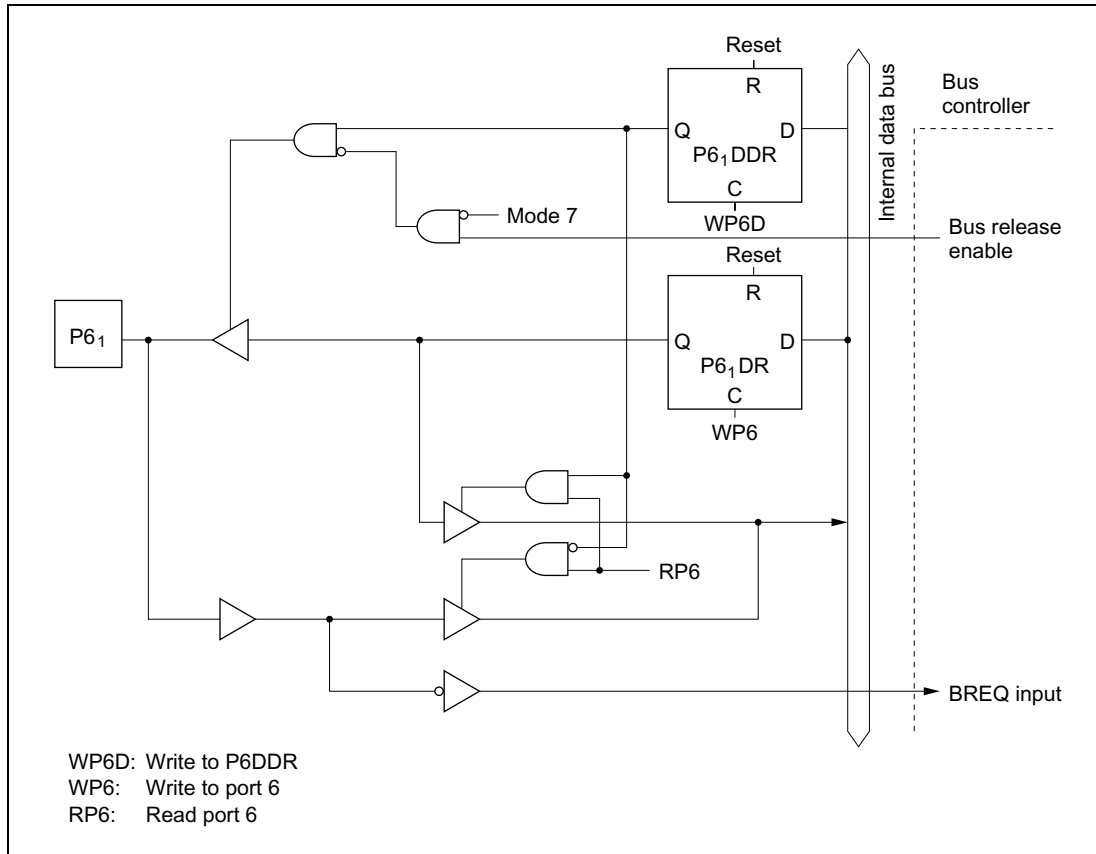 Reset
R
Q
D
P6₁DDR
C
WP6D
Internal data bus
Bus
controller
Mode 7
Bus release
enable
Reset
R
P6₁
Q
D
P6₁DR
C
WP6
RP6
BREQ input
WP6D: Write to P6DDR
WP6: Write to port 6
RP6: Read port 6